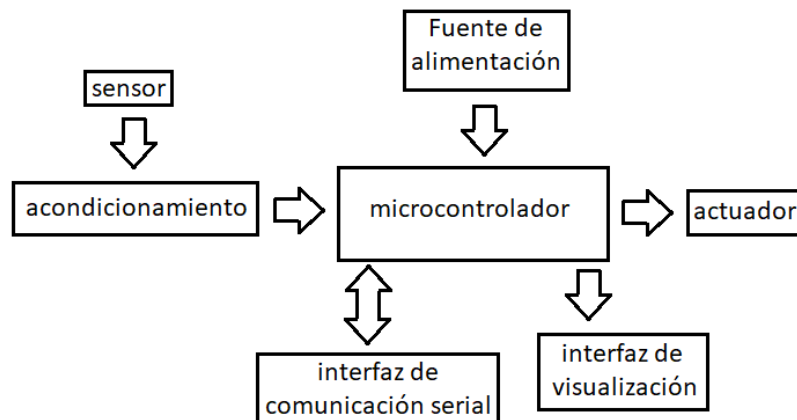 Fuente de
alimentación
sensor
acondicionamiento
microcontrolador
actuador
interfaz de
comunicación serial
interfaz de
visualización